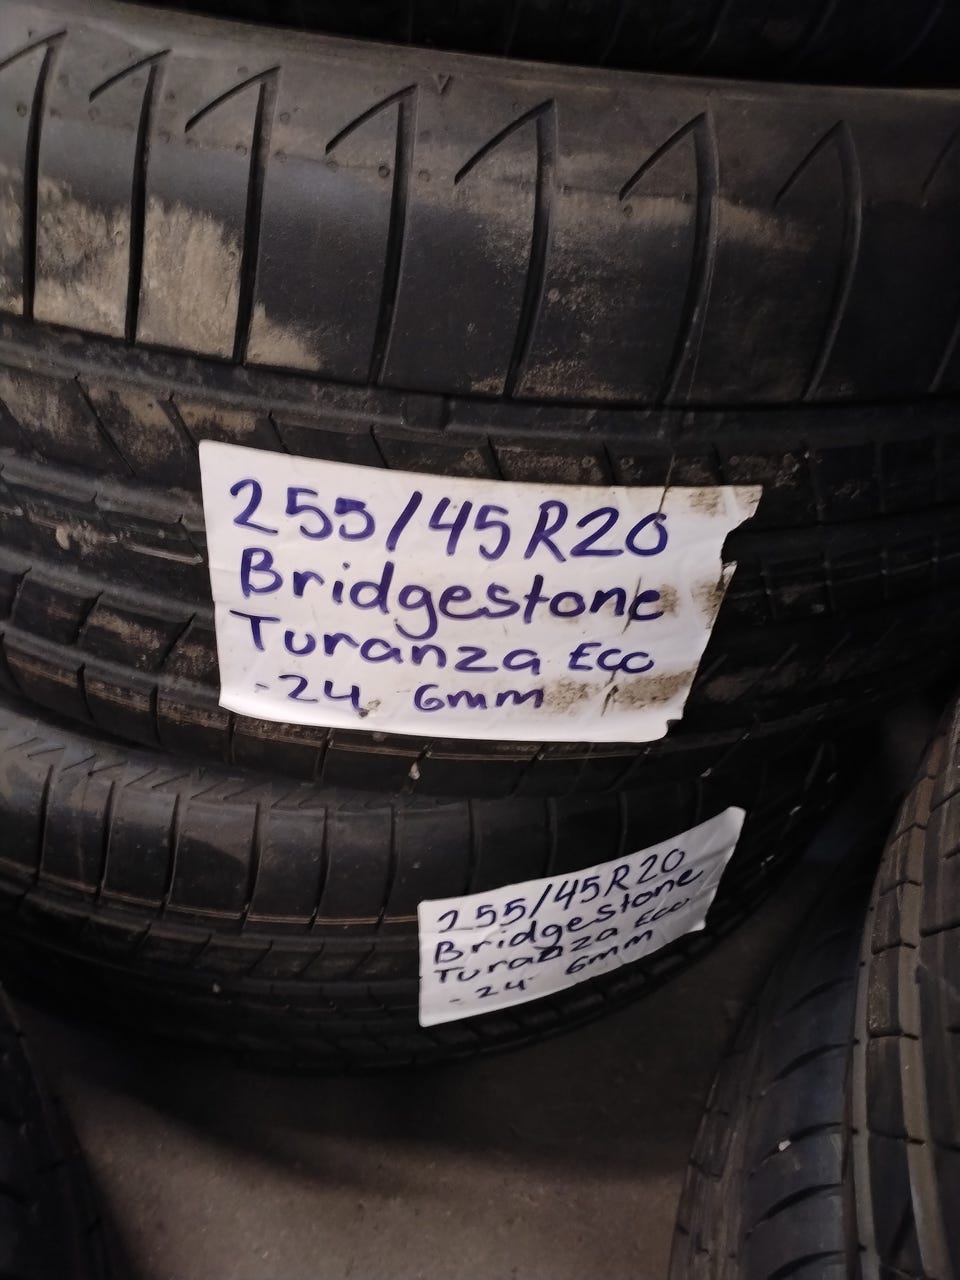 255/45R20
Bridgestone
Turanza Eco
-24 6mm
255/45R20
Bridgestone
Turanza Eco
-24- 6mm